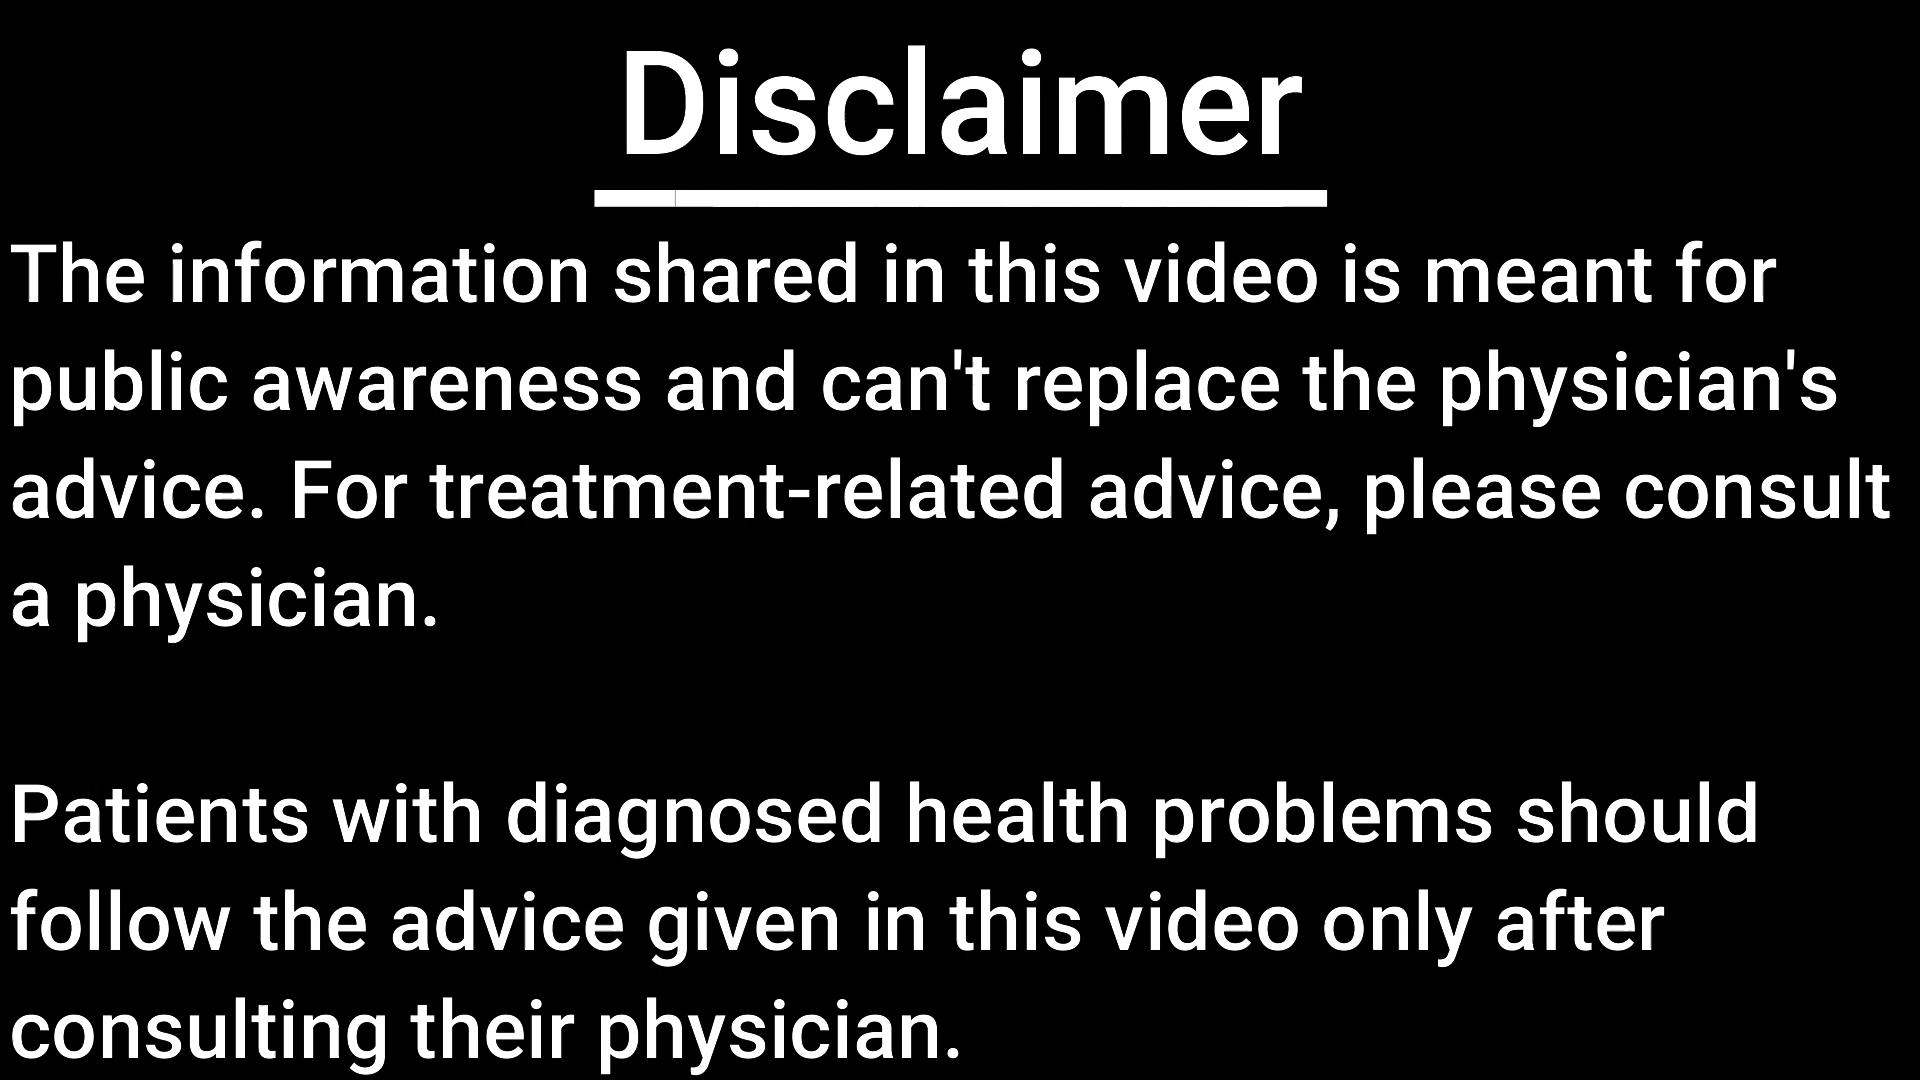 Disclaimer
The information shared in this video is meant for
public awareness and can't replace the physician's
advice. For treatment-related advice, please consult
a physician.
Patients with diagnosed health problems should
follow the advice given in this video only after
consulting their physician.